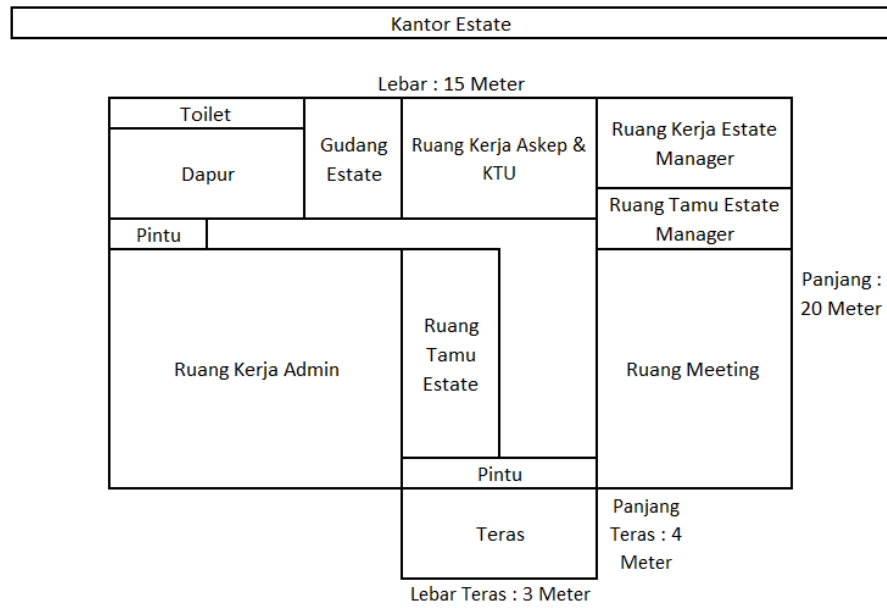 Kantor Estate
Lebar : 15 Meter
Toilet
Dapur
Gudang
Estate
Ruang Kerja Askep &
KTU
Ruang Kerja Estate
Manager
Ruang Tamu Estate
Manager
Pintu
Ruang Kerja Admin
Ruang
Tamu
Estate
Ruang Meeting
Panjang :
20 Meter
Pintu
Teras
Panjang
Teras : 4
Meter
Lebar Teras : 3 Meter